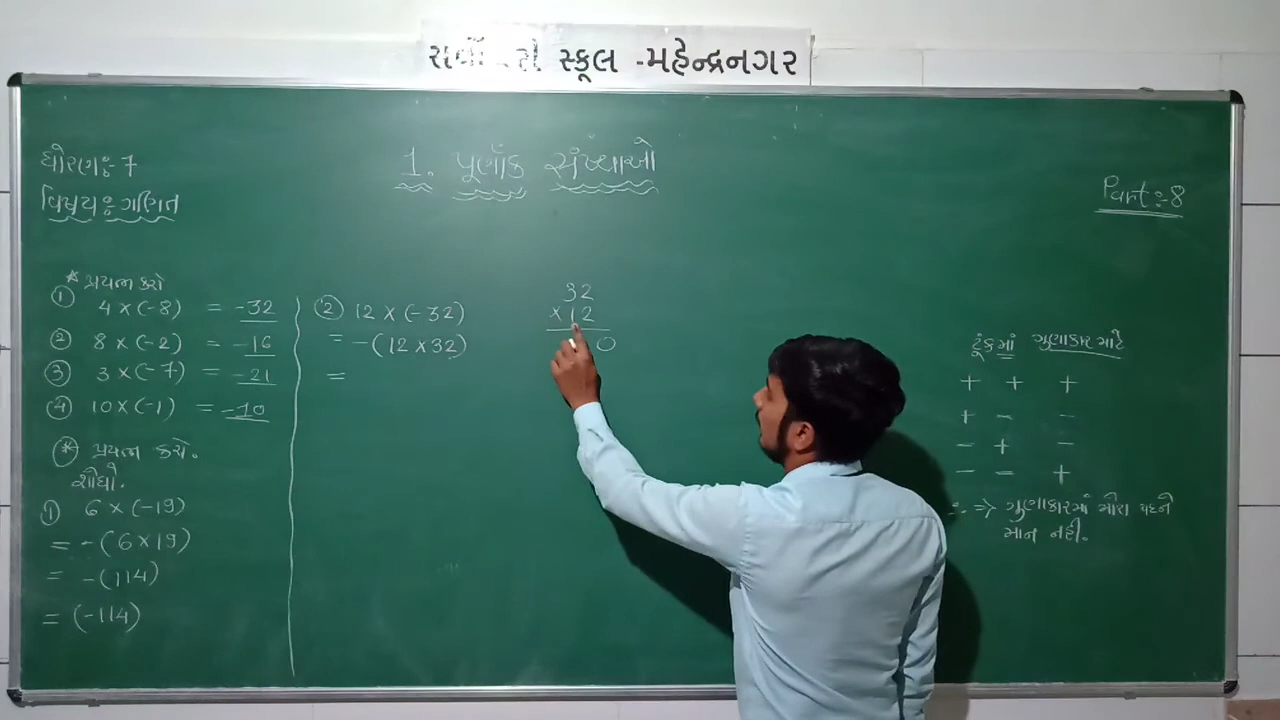 સ્કૂલ -મહેન્દ્રનગર
ધોરણઃ- 7
વિષયઃ- ગણિત
1. પૂર્ણાંક સંખ્યાઓ
Part:- 8
* પ્રયત્ન કરો
① 4 × (-8) = -32
② 8 × (-2) = -16
③ 3 × (-7) = -21
④ 10 × (-1) = -10
* પ્રયત્ન કરો.
શોધો.
① 6 × (-19)
= -(6 × 19)
= -(114)
= (-114)
② 12 × (-32)
= -(12 × 32)
=
32
× 12
0
ટૂંકમાં ગુણાકાર માટે
+ + +
+ - -
- + -
- - +
∴ ⇒ ગુણાકારમાં મોટા પદને
માન નહી.